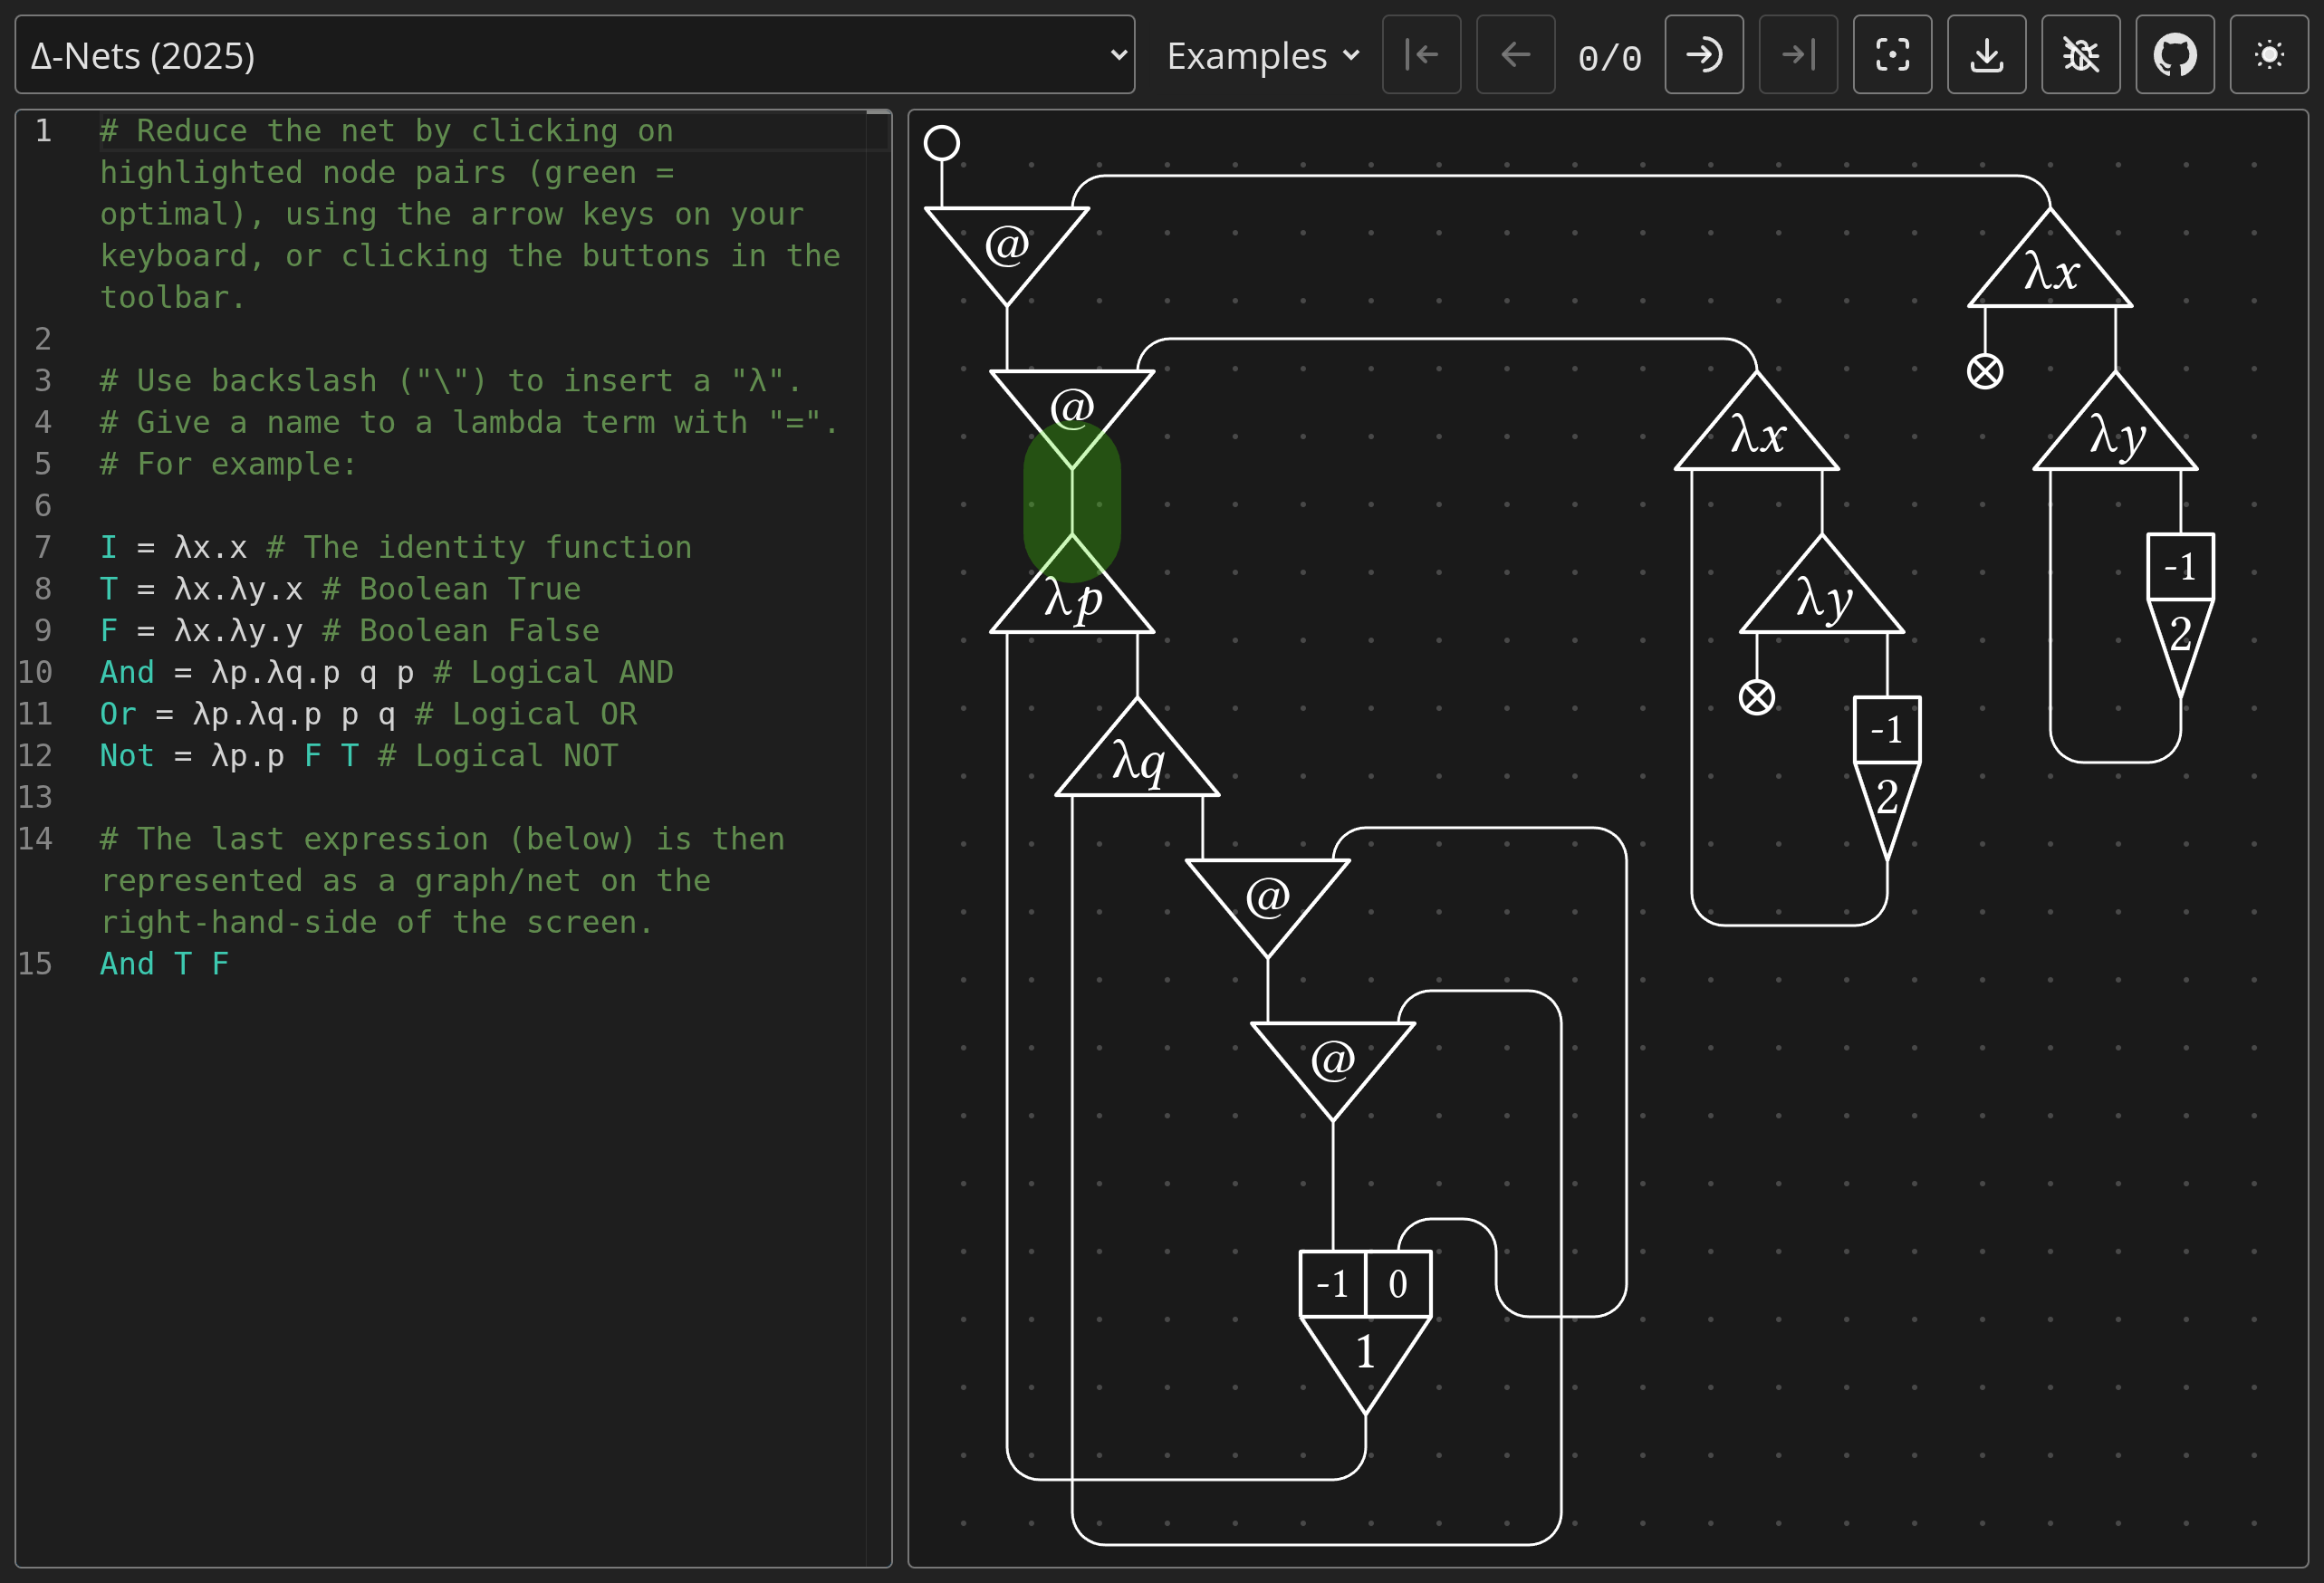 Δ-Nets (2025)
Examples
0/0
1 # Reduce the net by clicking on
highlighted node pairs (green =
optimal), using the arrow keys on your
keyboard, or clicking the buttons in the
toolbar.
2
3 # Use backslash ("\") to insert a "λ".
4 # Give a name to a lambda term with "=".
5 # For example:
6
7 I = λx.x # The identity function
8 T = λx.λy.x # Boolean True
9 F = λx.λy.y # Boolean False
10 And = λp.λq.p q p # Logical AND
11 Or = λp.λq.p p q # Logical OR
12 Not = λp.p F T # Logical NOT
13
14 # The last expression (below) is then
represented as a graph/net on the
right-hand-side of the screen.
15 And T F
@
λx
@
λx
λy
-1
λp
λy
2
λq
-1
2
@
@
-1 0
1